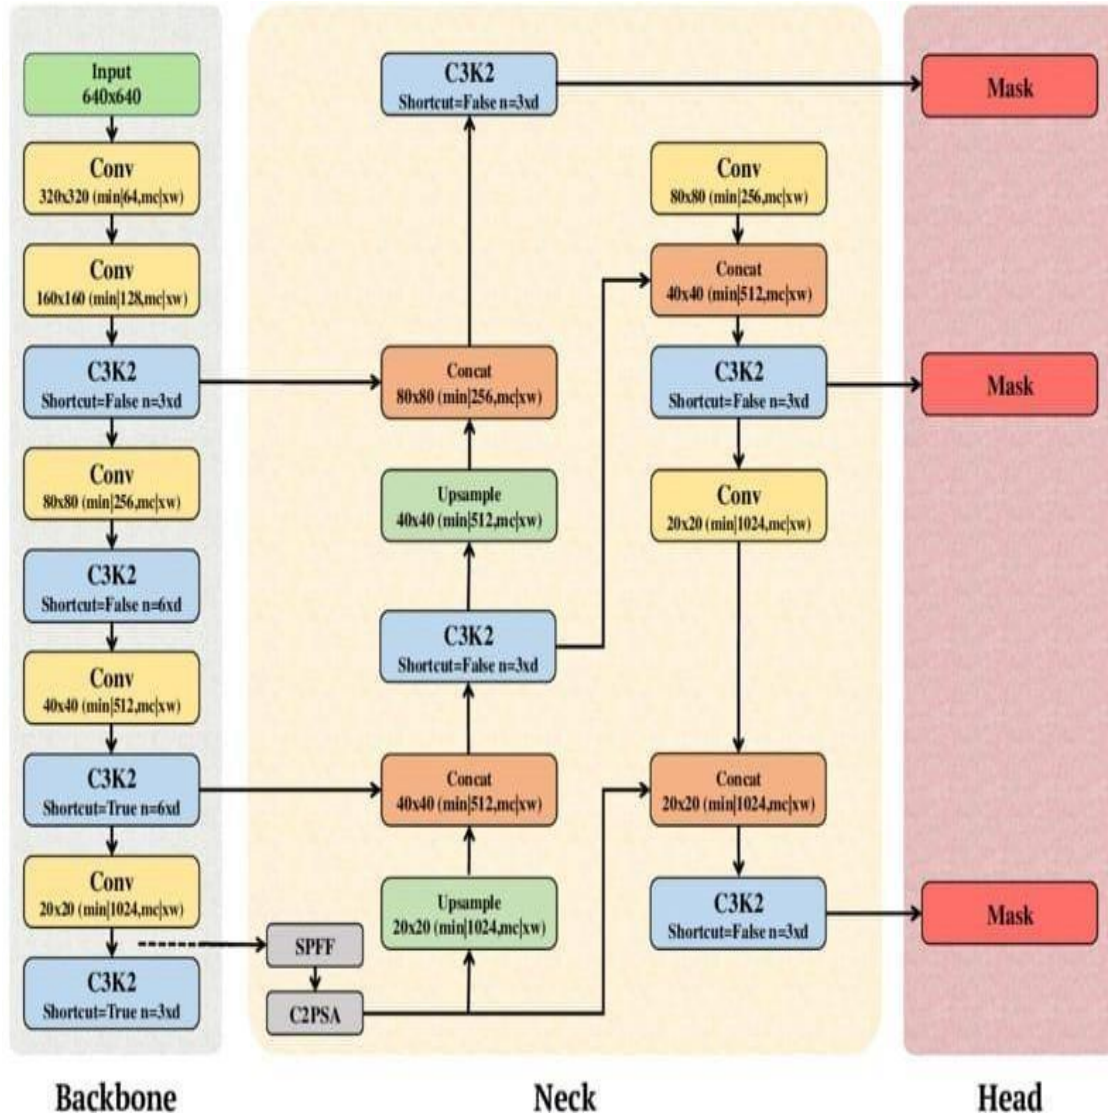 Input
640x640
Conv
320x320 (min|64,mc|xw)
Conv
160x160 (min|128,mc|xw)
C3K2
Shortcut=False n=3xd
Conv
80x80 (min|256,mc|xw)
C3K2
Shortcut=False n=6xd
Conv
40x40 (min|512,mc|xw)
C3K2
Shortcut=True n=6xd
Conv
20x20 (min|1024,mc|xw)
C3K2
Shortcut=True n=3xd
SPFF
C2PSA
C3K2
Shortcut=False n=3xd
Concat
80x80 (min|256,mc|xw)
Upsample
40x40 (min|512,mc|xw)
C3K2
Shortcut=False n=3xd
Concat
40x40 (min|512,mc|xw)
Upsample
20x20 (min|1024,mc|xw)
Conv
80x80 (min|256,mc|xw)
Concat
40x40 (min|512,mc|xw)
C3K2
Shortcut=False n=3xd
Conv
20x20 (min|1024,mc|xw)
Concat
20x20 (min|1024,mc|xw)
C3K2
Shortcut=False n=3xd
Mask
Mask
Mask
Backbone
Neck
Head